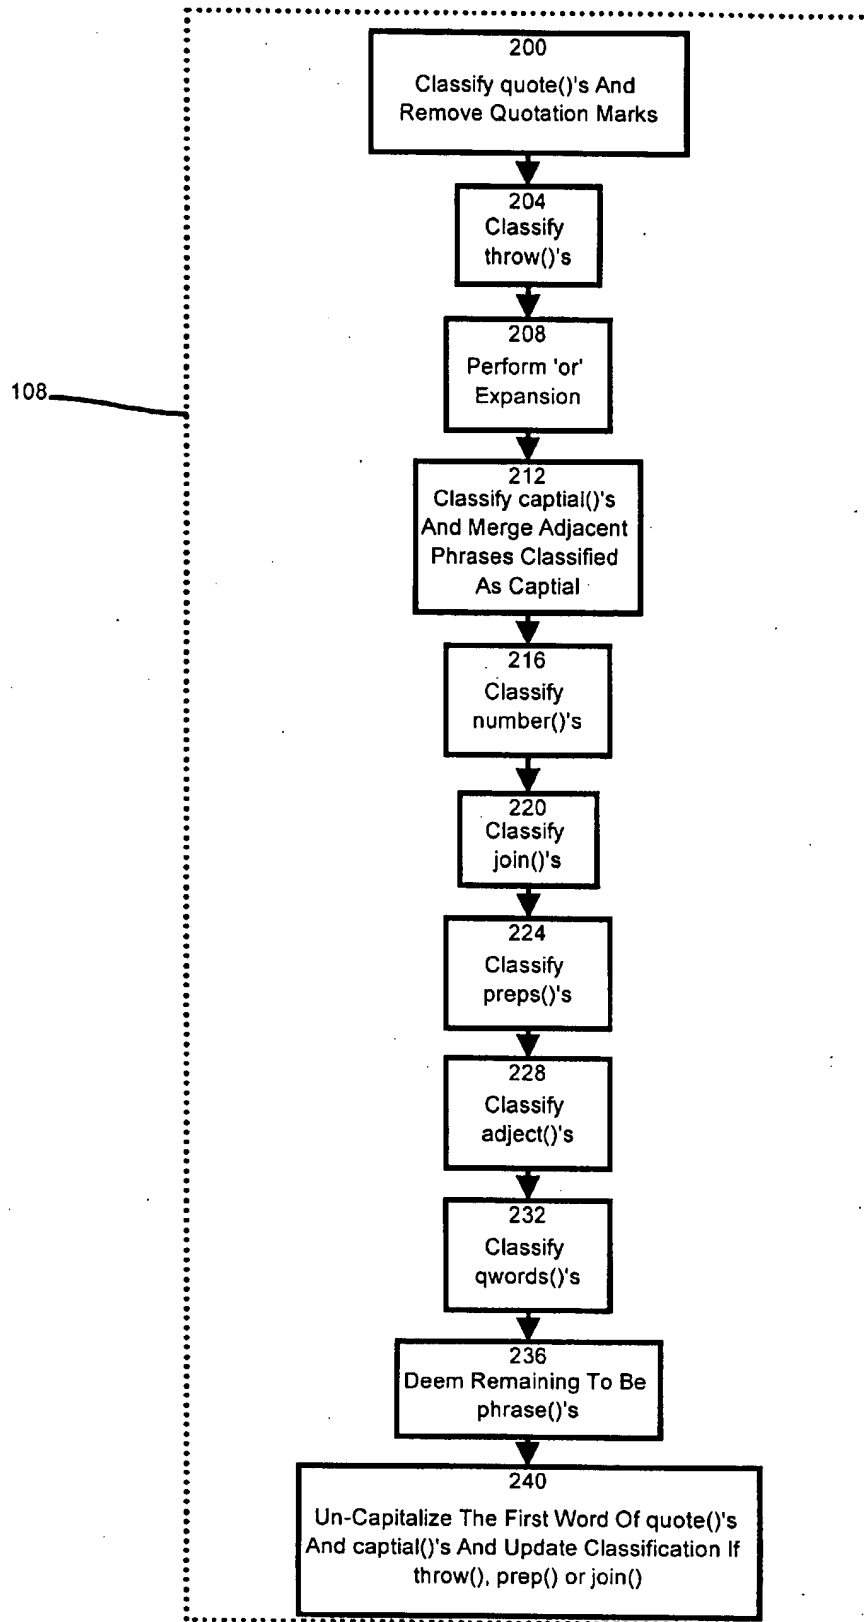 200
Classify quote()'s And
Remove Quotation Marks
204
Classify
throw()'s
208
Perform 'or'
Expansion
108
212
Classify captial()'s
And Merge Adjacent
Phrases Classified
As Captial
216
Classify
number()'s
220
Classify
join()'s
224
Classify
preps()'s
228
Classify
adject()'s
232
Classify
qwords()'s
236
Deem Remaining To Be
phrase()'s
240
Un-Capitalize The First Word Of quote()'s
And captial()'s And Update Classification If
throw(), prep() or join()